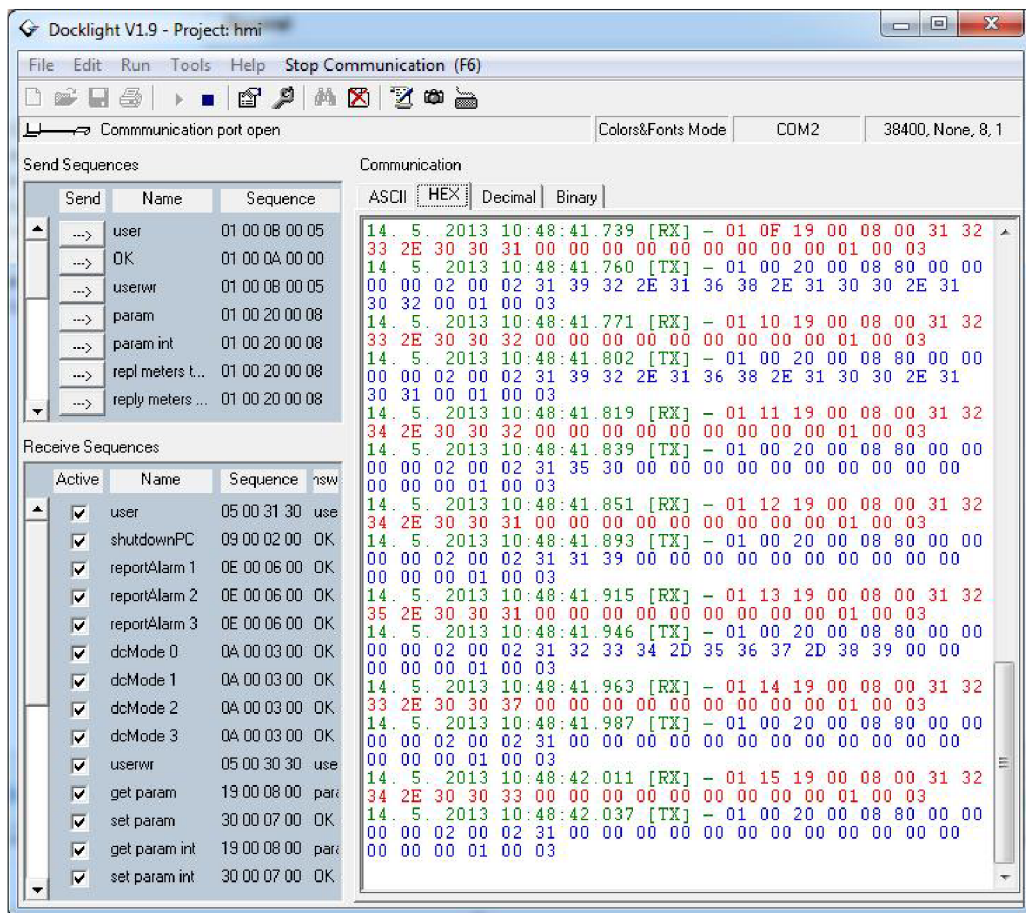 Docklight V1.9 - Project: hmi
File Edit Run Tools Help Stop Communication (F6)
Commmunication port open
Colors&Fonts Mode
COM2
38400, None, 8, 1
Send Sequences
Send Name Sequence
---> user 01 00 0B 00 05
---> OK 01 00 0A 00 00
---> userwr 01 00 0B 00 05
---> param 01 00 20 00 08
---> param int 01 00 20 00 08
---> repl meters t... 01 00 20 00 08
---> reply meters ... 01 00 20 00 08
Receive Sequences
Active Name Sequence nsw
user 05 00 31 30 use
shutdownPC 09 00 02 00 OK
reportAlarm 1 0E 00 06 00 OK
reportAlarm 2 0E 00 06 00 OK
reportAlarm 3 0E 00 06 00 OK
dcMode 0 0A 00 03 00 OK
dcMode 1 0A 00 03 00 OK
dcMode 2 0A 00 03 00 OK
dcMode 3 0A 00 03 00 OK
userwr 05 00 30 30 use
get param 19 00 08 00 para
set param 30 00 07 00 OK
get param int 19 00 08 00 para
set param int 30 00 07 00 OK
Communication
ASCII HEX Decimal Binary
14. 5. 2013 10:48:41.739 [RX] - 01 0F 19 00 08 00 31 32
33 2E 30 30 31 00 00 00 00 00 00 00 00 00 01 00 03
14. 5. 2013 10:48:41.760 [TX] - 01 00 20 00 08 80 00 00
00 00 02 00 02 31 39 32 2E 31 36 38 2E 31 30 30 2E 31
30 32 00 01 00 03
14. 5. 2013 10:48:41.771 [RX] - 01 10 19 00 08 00 31 32
33 2E 30 30 32 00 00 00 00 00 00 00 00 00 01 00 03
14. 5. 2013 10:48:41.802 [TX] - 01 00 20 00 08 80 00 00
00 00 02 00 02 31 39 32 2E 31 36 38 2E 31 30 30 2E 31
30 31 00 01 00 03
14. 5. 2013 10:48:41.819 [RX] - 01 11 19 00 08 00 31 32
34 2E 30 30 32 00 00 00 00 00 00 00 00 00 01 00 03
14. 5. 2013 10:48:41.839 [TX] - 01 00 20 00 08 80 00 00
00 00 02 00 02 31 35 30 00 00 00 00 00 00 00 00 00 00
00 00 00 01 00 03
14. 5. 2013 10:48:41.851 [RX] - 01 12 19 00 08 00 31 32
34 2E 30 30 31 00 00 00 00 00 00 00 00 00 01 00 03
14. 5. 2013 10:48:41.893 [TX] - 01 00 20 00 08 80 00 00
00 00 02 00 02 31 31 39 00 00 00 00 00 00 00 00 00 00
00 00 00 01 00 03
14. 5. 2013 10:48:41.915 [RX] - 01 13 19 00 08 00 31 32
35 2E 30 30 31 00 00 00 00 00 00 00 00 00 01 00 03
14. 5. 2013 10:48:41.946 [TX] - 01 00 20 00 08 80 00 00
00 00 02 00 02 31 32 33 34 2D 35 36 37 2D 38 39 00 00
00 00 00 01 00 03
14. 5. 2013 10:48:41.963 [RX] - 01 14 19 00 08 00 31 32
33 2E 30 30 37 00 00 00 00 00 00 00 00 00 01 00 03
14. 5. 2013 10:48:41.987 [TX] - 01 00 20 00 08 80 00 00
00 00 02 00 02 31 00 00 00 00 00 00 00 00 00 00 00 00
00 00 00 01 00 03
14. 5. 2013 10:48:42.011 [RX] - 01 15 19 00 08 00 31 32
34 2E 30 30 33 00 00 00 00 00 00 00 00 00 01 00 03
14. 5. 2013 10:48:42.037 [TX] - 01 00 20 00 08 80 00 00
00 00 02 00 02 31 00 00 00 00 00 00 00 00 00 00 00 00
00 00 00 01 00 03